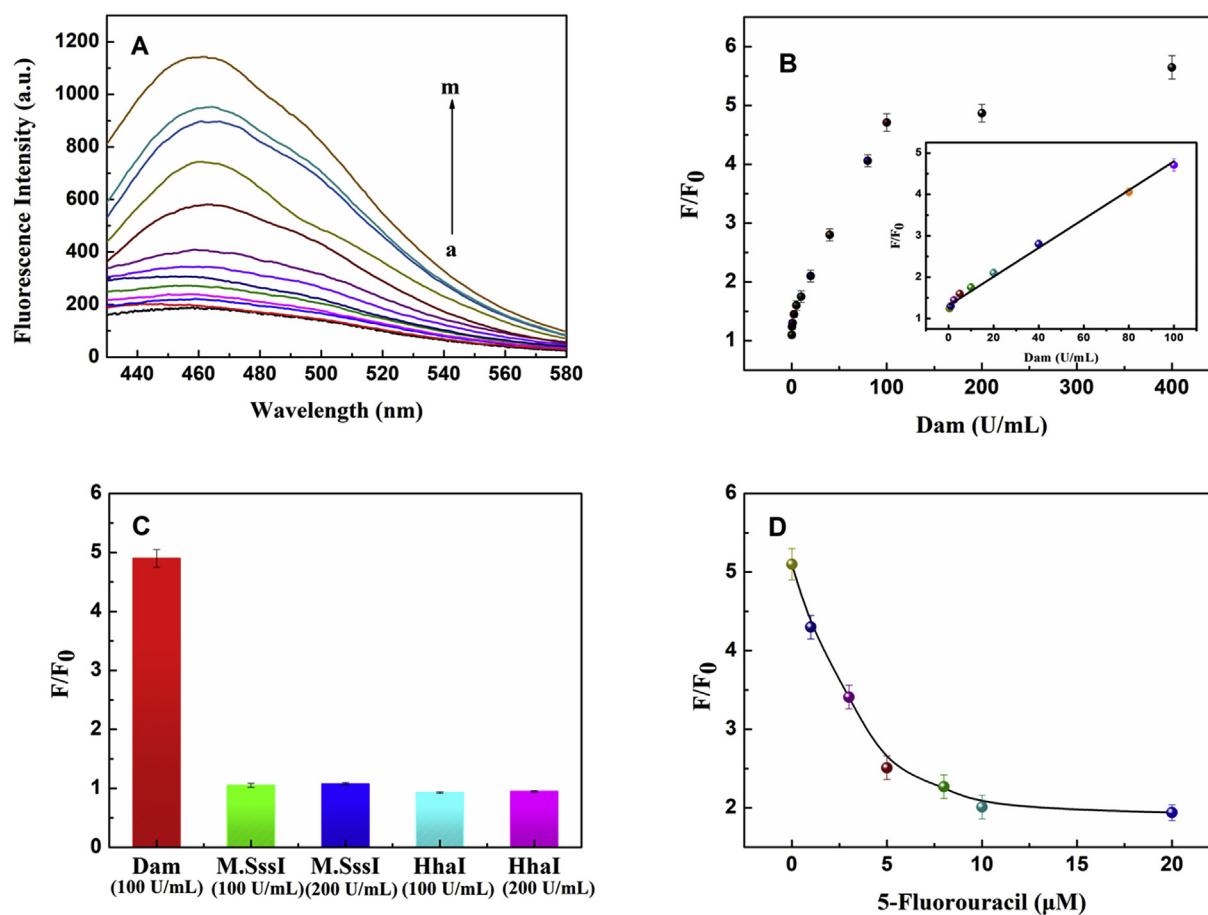 A
Fluorescence Intensity (a.u.)
1200
1000
800
600
400
200
0
m
a
440 460 480 500 520 540 560 580
Wavelength (nm)
B
F/F0
6
5
4
3
2
1
0 100 200 300 400
Dam (U/mL)
F/F0
5
4
3
2
1
0 20 40 60 80 100
Dam (U/mL)
C
F/F0
6
5
4
3
2
1
0
Dam M.SssI M.SssI HhaI HhaI
(100 U/mL) (100 U/mL) (200 U/mL) (100 U/mL) (200 U/mL)
D
F/F0
6
5
4
3
2
0 5 10 15 20
5-Fluorouracil (µM)